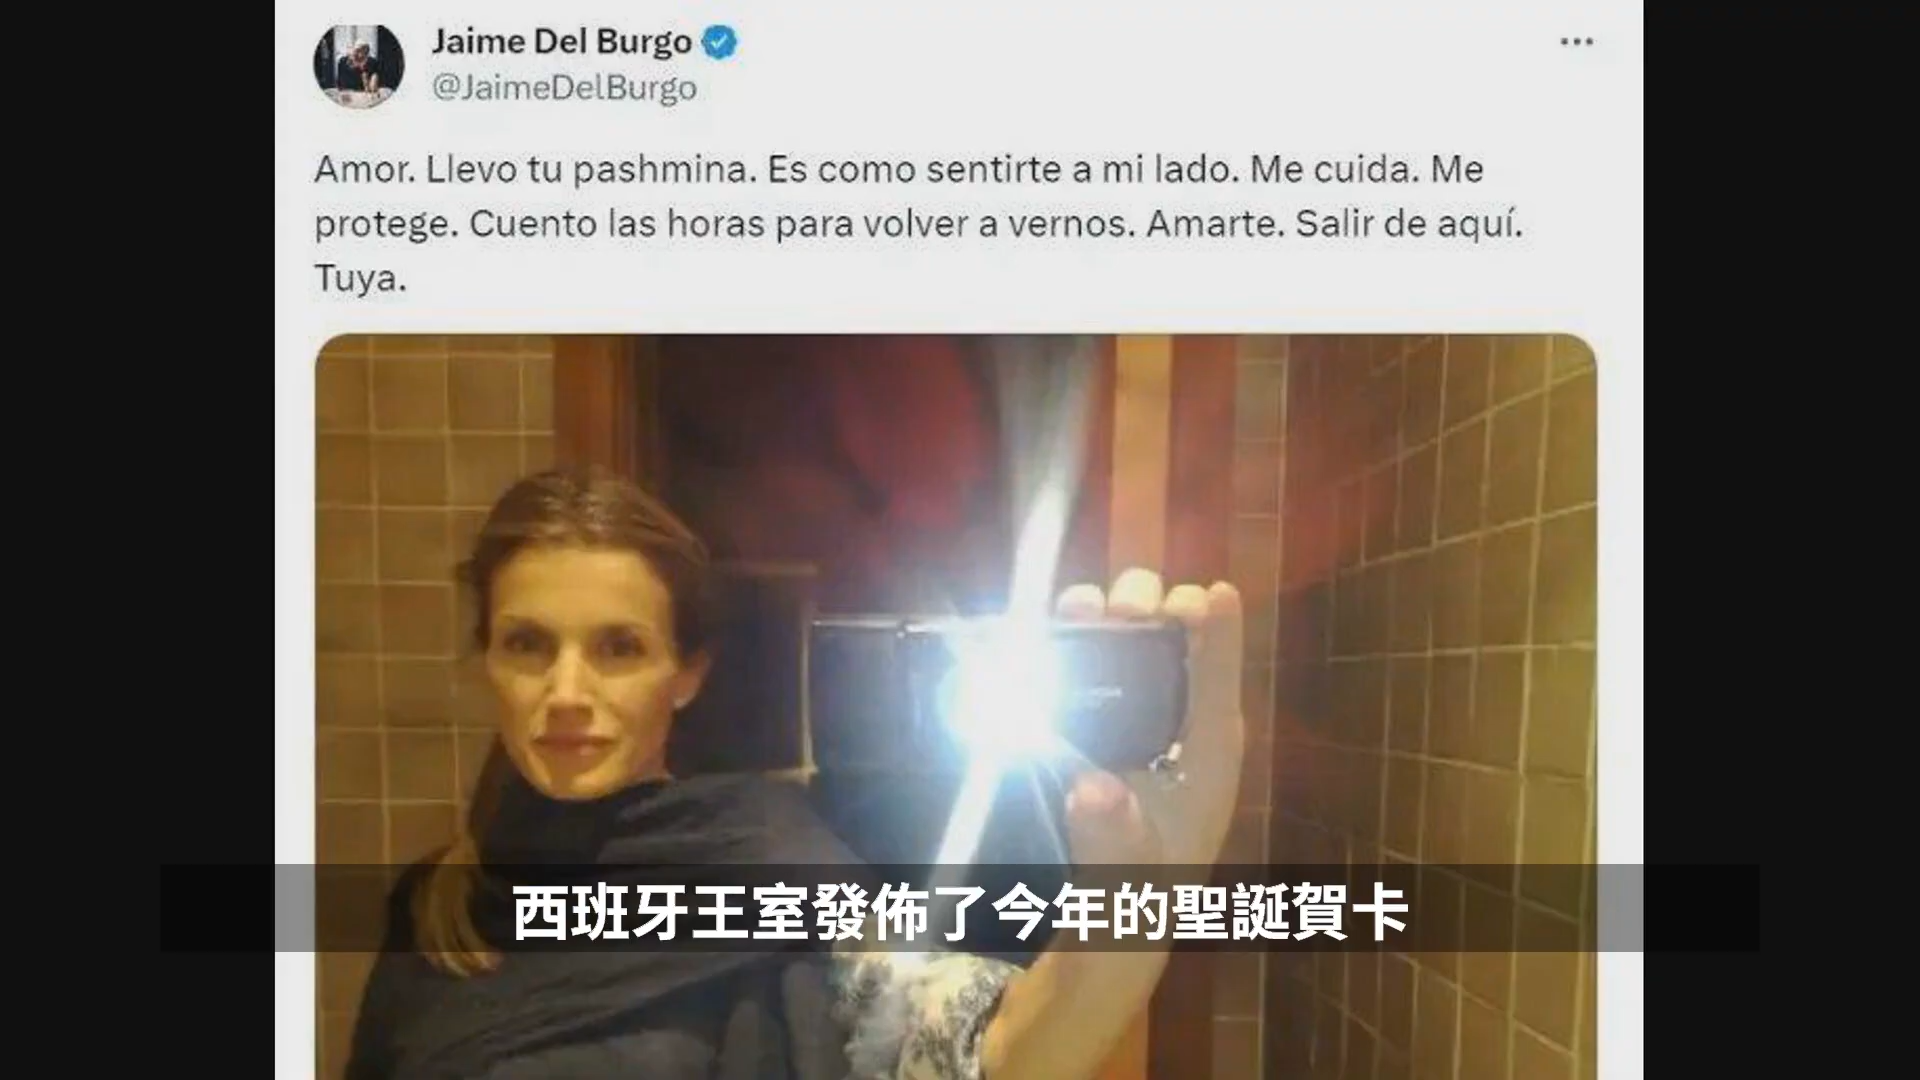 Jaime Del Burgo
@JaimeDelBurgo
Amor. Llevo tu pashmina. Es como sentirte a mi lado. Me cuida. Me
protege. Cuento las horas para volver a vernos. Amarte. Salir de aquí.
Tuya.
西班牙王室發佈了今年的聖誕賀卡